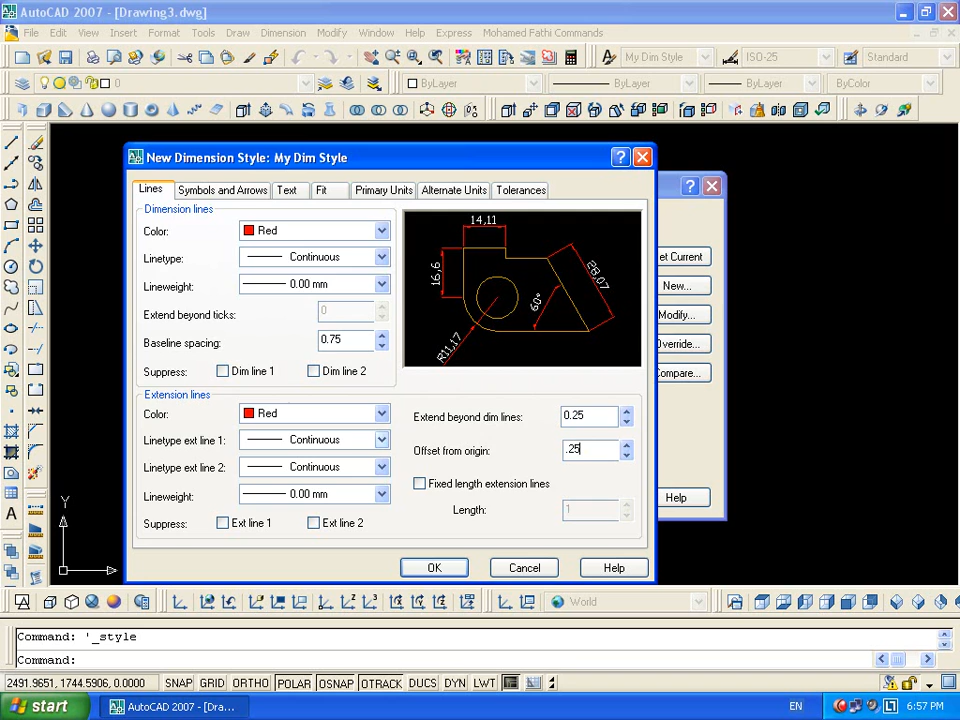 AutoCAD 2007 - [Drawing3.dwg]
File Edit View Insert Format Tools Draw Dimension Modify Window Help Express Mohamed Fathi Commands
My Dim Style ISO-25 Standard
0 ByLayer ByLayer ByLayer ByColor
New Dimension Style: My Dim Style
Lines Symbols and Arrows Text Fit Primary Units Alternate Units Tolerances
Dimension lines
Color: Red
Linetype: Continuous
Lineweight: 0.00 mm
Extend beyond ticks: 0
Baseline spacing: 0.75
Suppress: Dim line 1 Dim line 2
14,11
16,6
28,07
60°
R11,17
Extension lines
Color: Red
Linetype ext line 1: Continuous
Linetype ext line 2: Continuous
Lineweight: 0.00 mm
Suppress: Ext line 1 Ext line 2
Extend beyond dim lines: 0.25
Offset from origin: .25
Fixed length extension lines
Length: 1
OK Cancel Help
et Current
New...
Modify...
verride...
ompare...
Help
Y
World
Command: '_style
Command:
2491.9651, 1744.5906, 0.0000 SNAP GRID ORTHO POLAR OSNAP OTRACK DUCS DYN LWT
start AutoCAD 2007 - [Dra... EN 6:57 PM